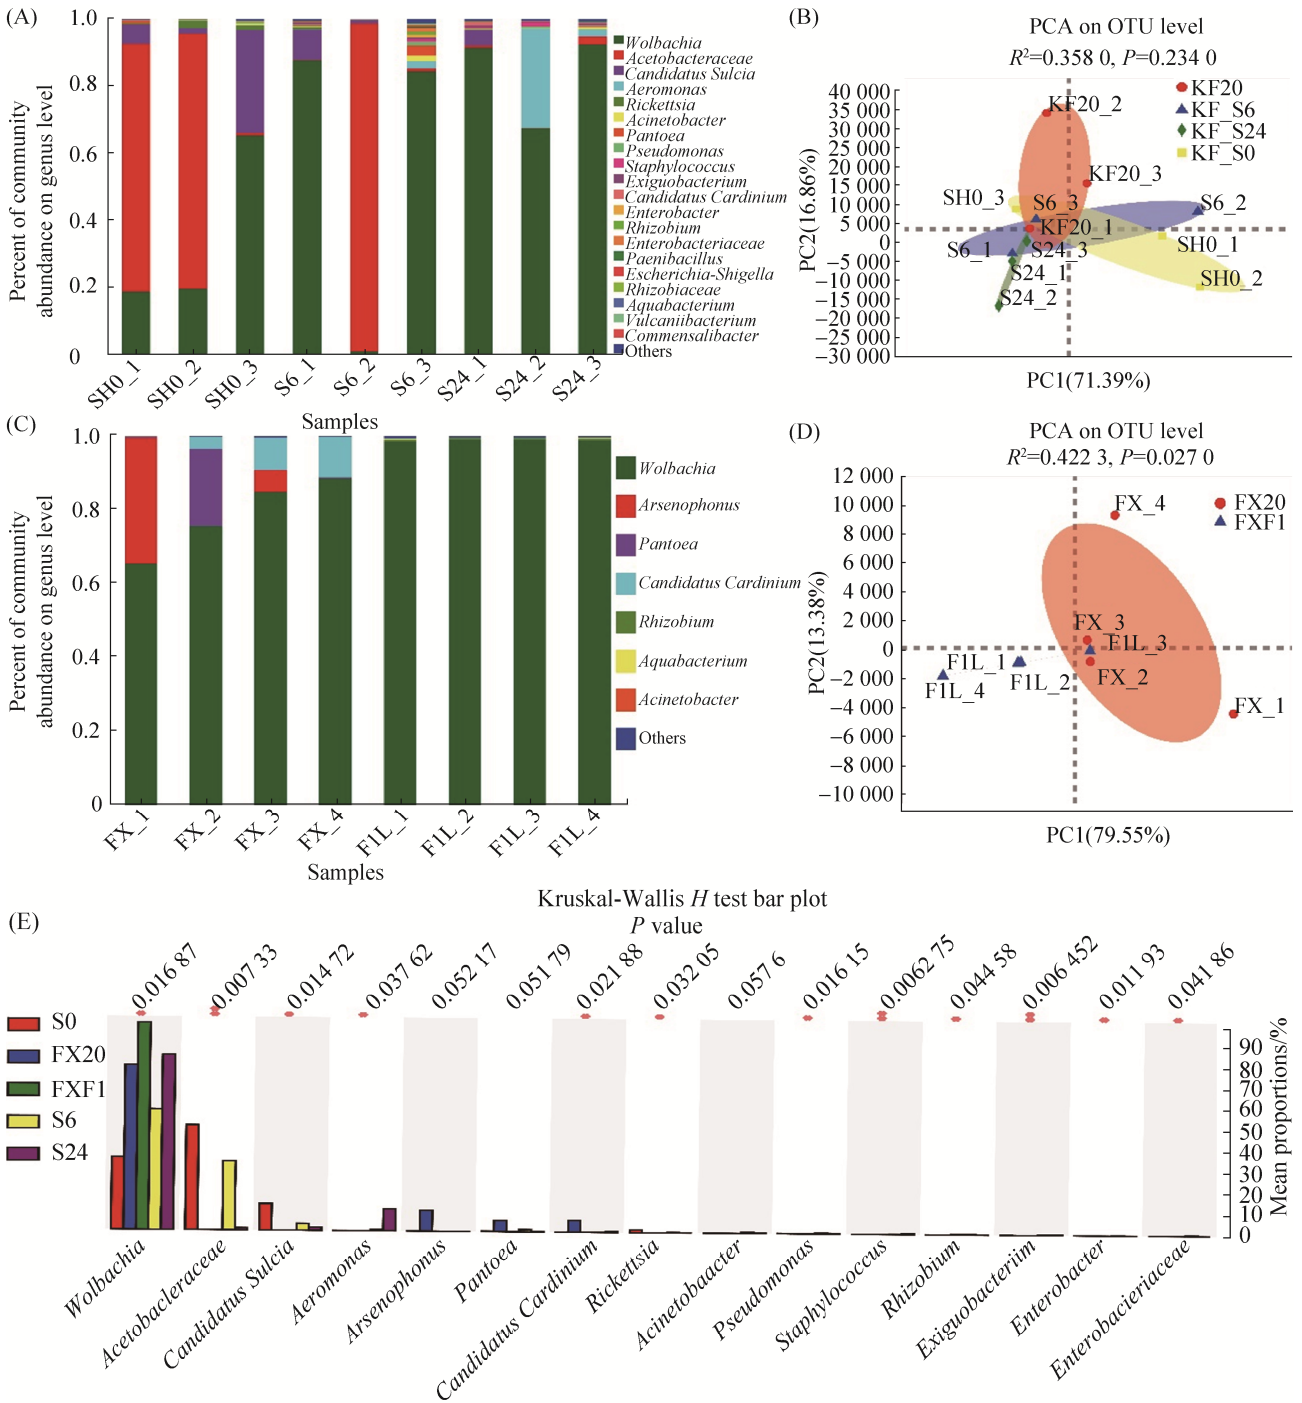 (A)
Percent of community
abundance on genus level
1.0
0.8
0.6
0.4
0.2
0
SH0_1
SH0_2
SH0_3
S6_1
S6_2
S6_3
S24_1
S24_2
S24_3
Samples
Wolbachia
Acetobacteraceae
Candidatus Sulcia
Aeromonas
Rickettsia
Acinetobacter
Pantoea
Pseudomonas
Staphylococcus
Exiguobacterium
Candidatus Cardinium
Enterobacter
Rhizobium
Enterobacteriaceae
Paenibacillus
Escherichia-Shigella
Rhizobiaceae
Aquabacterium
Vulcaniibacterium
Commensalibacter
Others
(B)
PCA on OTU level
R²=0.358 0, P=0.234 0
PC2(16.86%)
40 000
35 000
30 000
25 000
20 000
15 000
10 000
5 000
0
−5 000
−10 000
−15 000
−20 000
−25 000
−30 000
KF20
KF_S6
KF_S24
KF_S0
KF20_2
KF20_3
SH0_3
S6_3
S6_2
KF20_1
S6_1
S24_3
SH0_1
S24_1
SH0_2
S24_2
PC1(71.39%)
(C)
Percent of community
abundance on genus level
1.0
0.8
0.6
0.4
0.2
0
FX_1
FX_2
FX_3
FX_4
F1L_1
F1L_2
F1L_3
F1L_4
Samples
Wolbachia
Arsenophonus
Pantoea
Candidatus Cardinium
Rhizobium
Aquabacterium
Acinetobacter
Others
(D)
PCA on OTU level
R²=0.422 3, P=0.027 0
PC2(13.38%)
12 000
10 000
8 000
6 000
4 000
2 000
0
−2 000
−4 000
−6 000
−8 000
−10 000
FX20
FXF1
FX_4
FX_3
F1L_3
F1L_1
F1L_2
FX_2
F1L_4
FX_1
PC1(79.55%)
(E)
Kruskal-Wallis H test bar plot
P value
0.016 87
0.007 33
0.014 72
0.037 62
0.052 17
0.051 79
0.021 88
0.032 05
0.057 6
0.016 15
0.0062 75
0.044 58
0.006 452
0.011 93
0.041 86
S0
FX20
FXF1
S6
S24
90
80
70
60
50
40
30
20
10
0
Mean proportions/%
Wolbachia
Acetobacleraceae
Candidatus Sulcia
Aeromonas
Arsenophonus
Pantoea
Candidatus Cardinium
Rickettsia
Acinetobaacter
Pseudomonas
Staphylococcus
Rhizobium
Exiguobacteriim
Enterobacter
Enterobacieriaceae